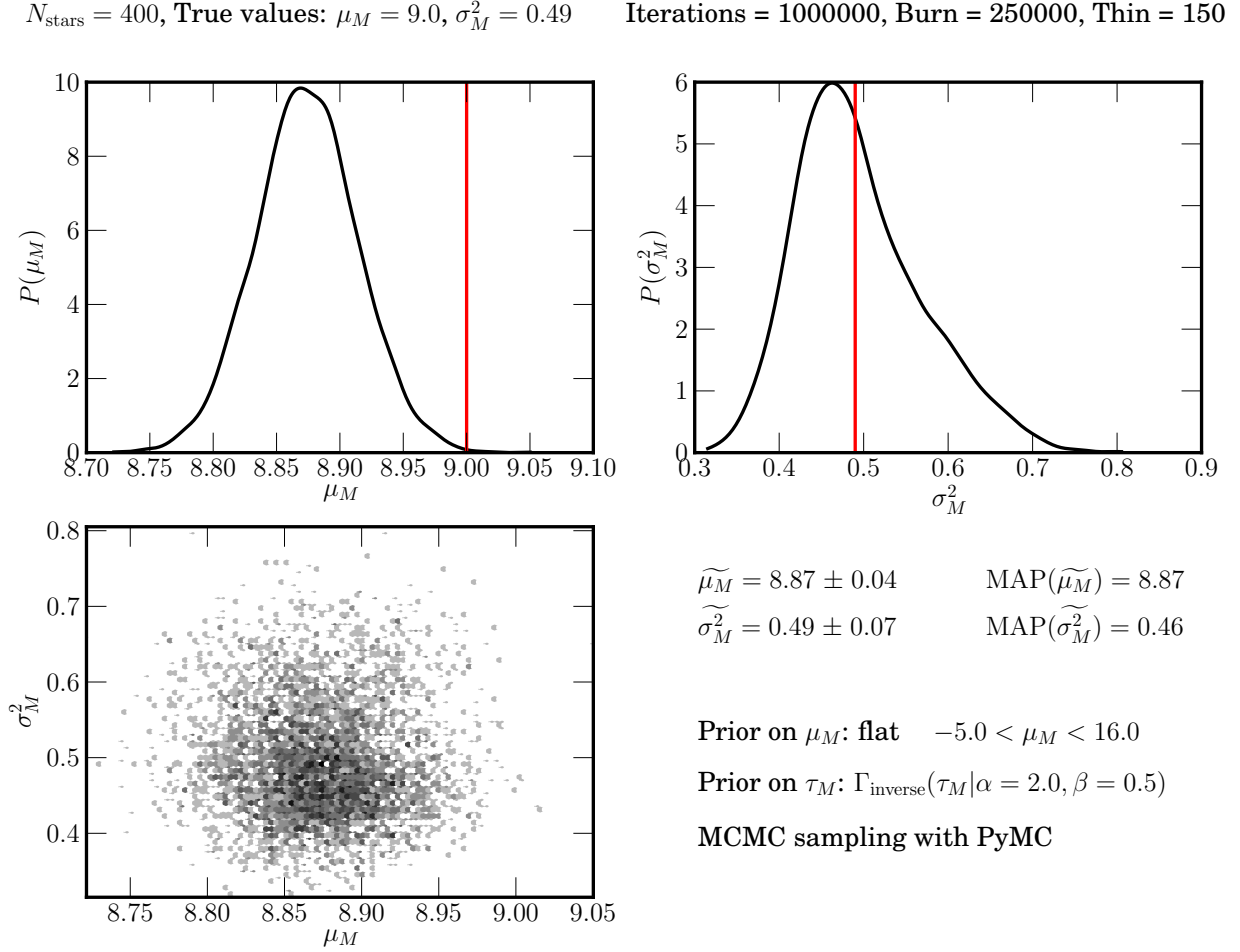 N_stars = 400, True values: μ_M = 9.0, σ²_M = 0.49
Iterations = 1000000, Burn = 250000, Thin = 150
10
8
6
4
2
0
P(μ_M)
8.70 8.75 8.80 8.85 8.90 8.95 9.00 9.05 9.10
μ_M
6
5
4
3
2
1
0
P(σ²_M)
0.3 0.4 0.5 0.6 0.7 0.8 0.9
σ²_M
0.8
0.7
0.6
0.5
0.4
σ²_M
8.75 8.80 8.85 8.90 8.95 9.00 9.05
μ_M
μ̃_M = 8.87 ± 0.04 MAP(μ̃_M) = 8.87
σ̃²_M = 0.49 ± 0.07 MAP(σ̃²_M) = 0.46
Prior on μ_M: flat −5.0 < μ_M < 16.0
Prior on τ_M: Γ_inverse(τ_M|α = 2.0, β = 0.5)
MCMC sampling with PyMC